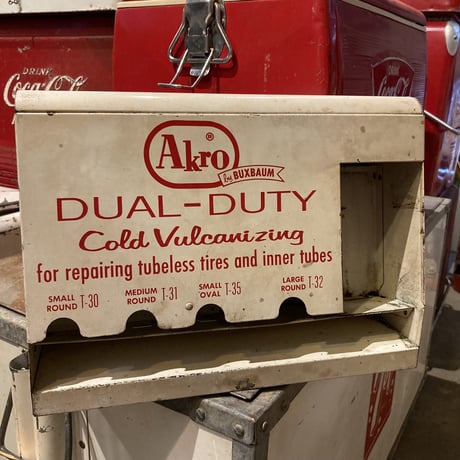 DRINK
Coca-Cola
Akro ®
by BUXBAUM
DUAL-DUTY
Cold Vulcanizing
for repairing tubeless tires and inner tubes
SMALL ROUND T-30
MEDIUM ROUND T-31
SMALL OVAL T-35
LARGE ROUND T-32
DRINK
Coca-Cola